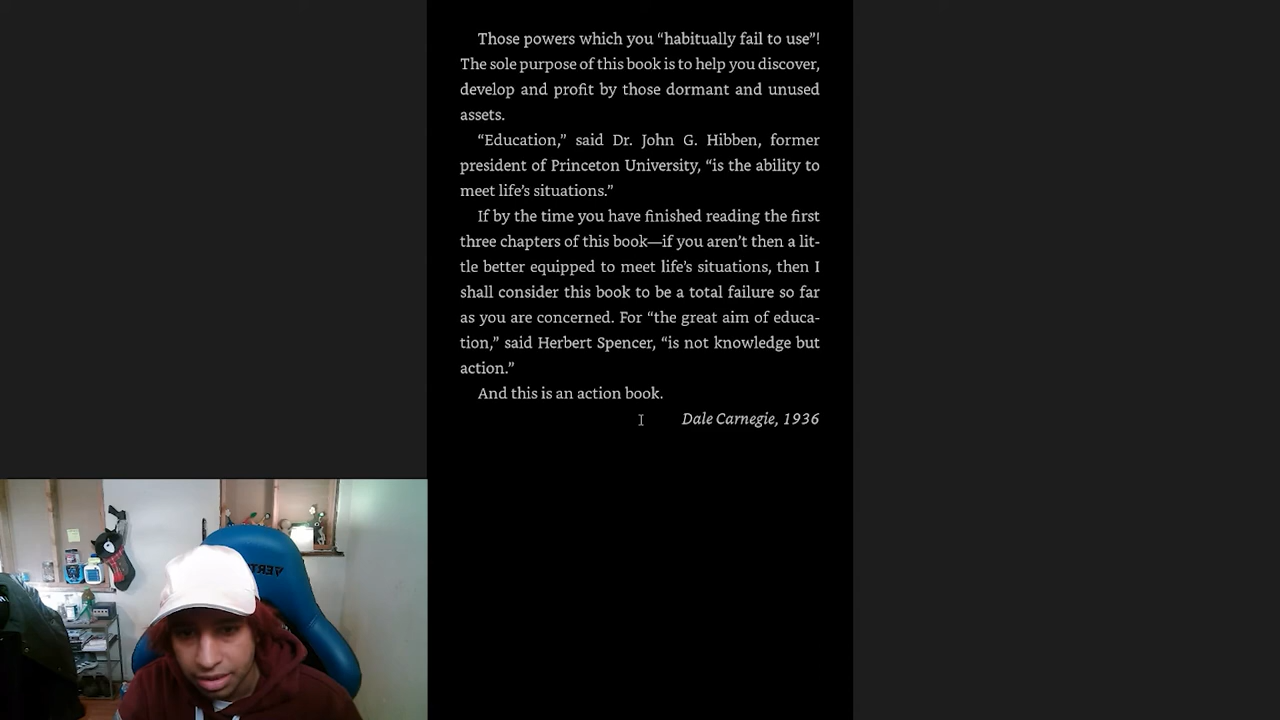 Those powers which you “habitually fail to use”!
The sole purpose of this book is to help you discover,
develop and profit by those dormant and unused
assets.
“Education,” said Dr. John G. Hibben, former
president of Princeton University, “is the ability to
meet life’s situations.”
If by the time you have finished reading the first
three chapters of this book—if you aren’t then a lit-
tle better equipped to meet life’s situations, then I
shall consider this book to be a total failure so far
as you are concerned. For “the great aim of educa-
tion,” said Herbert Spencer, “is not knowledge but
action.”
And this is an action book.
Dale Carnegie, 1936